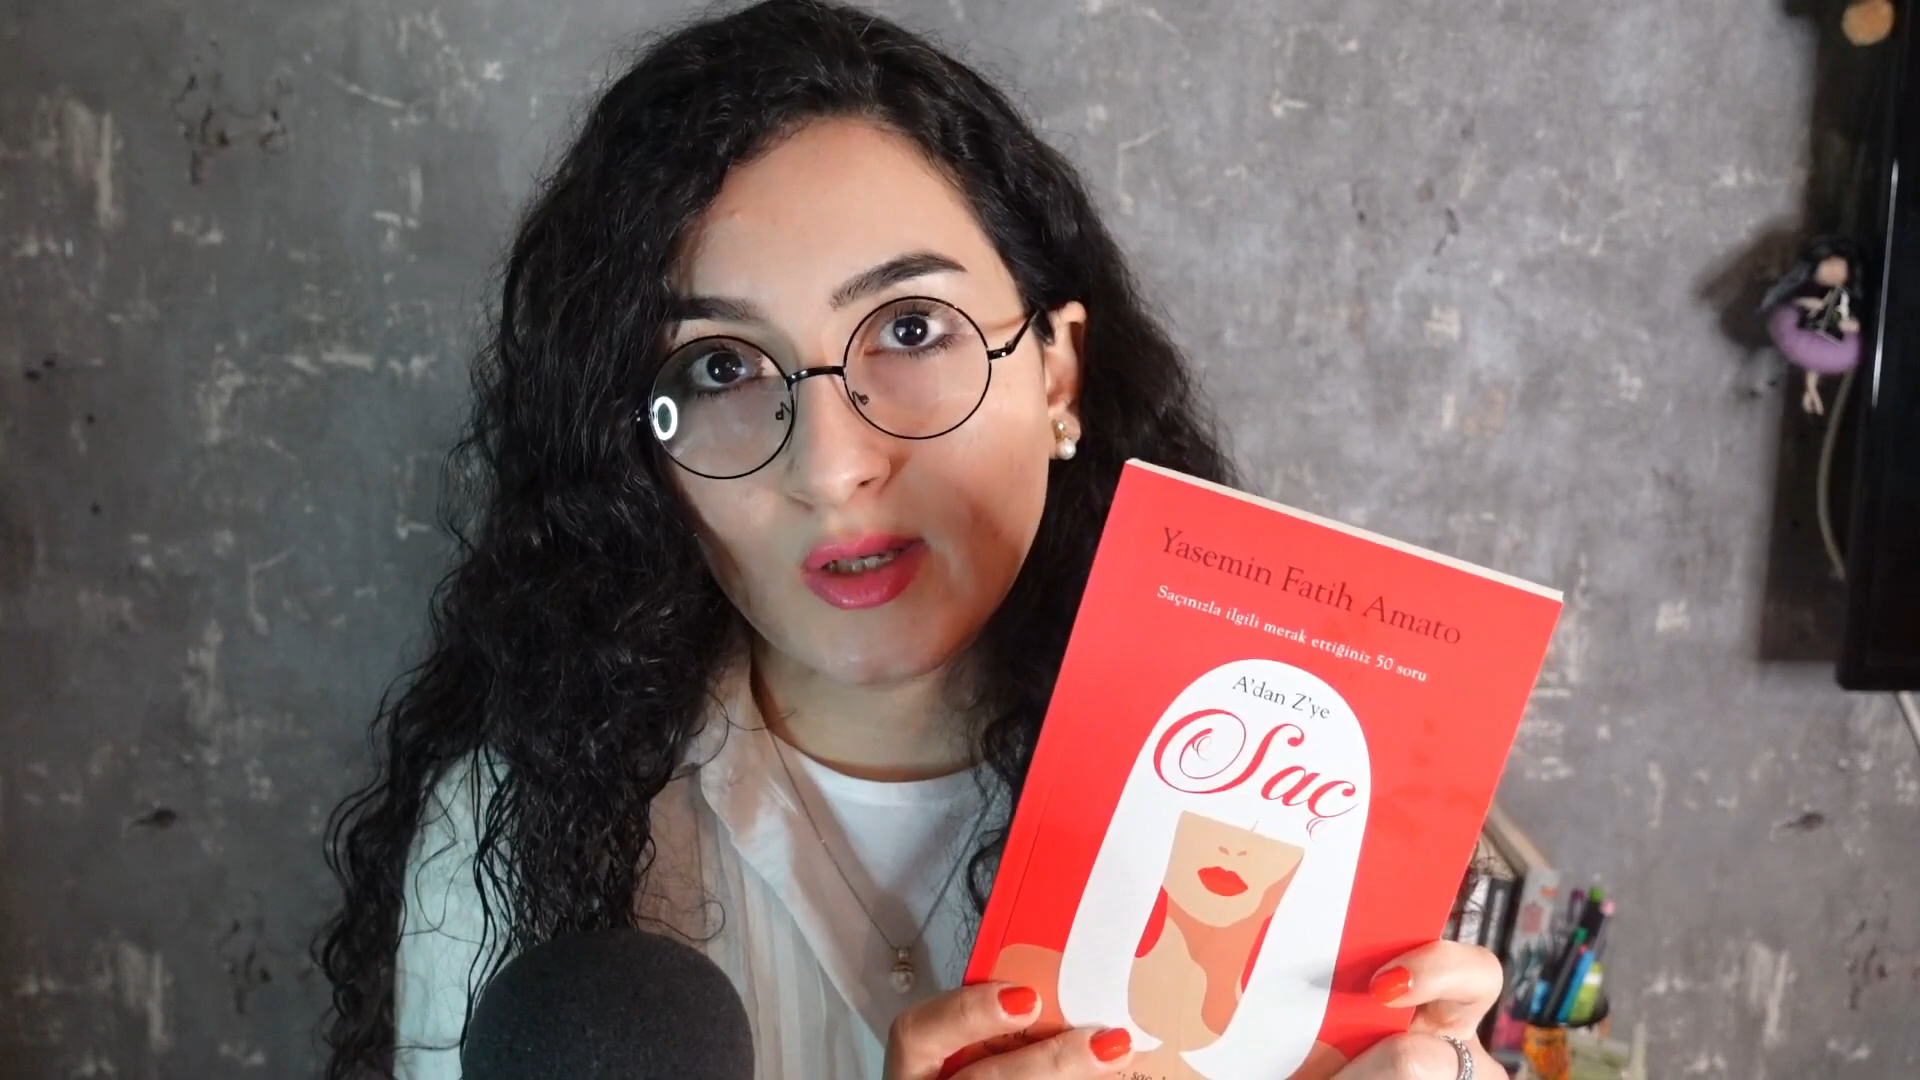 Yasemin Fatih Amato
Saçınızla ilgili merak ettiğiniz 50 soru
A'dan Z'ye
Saç